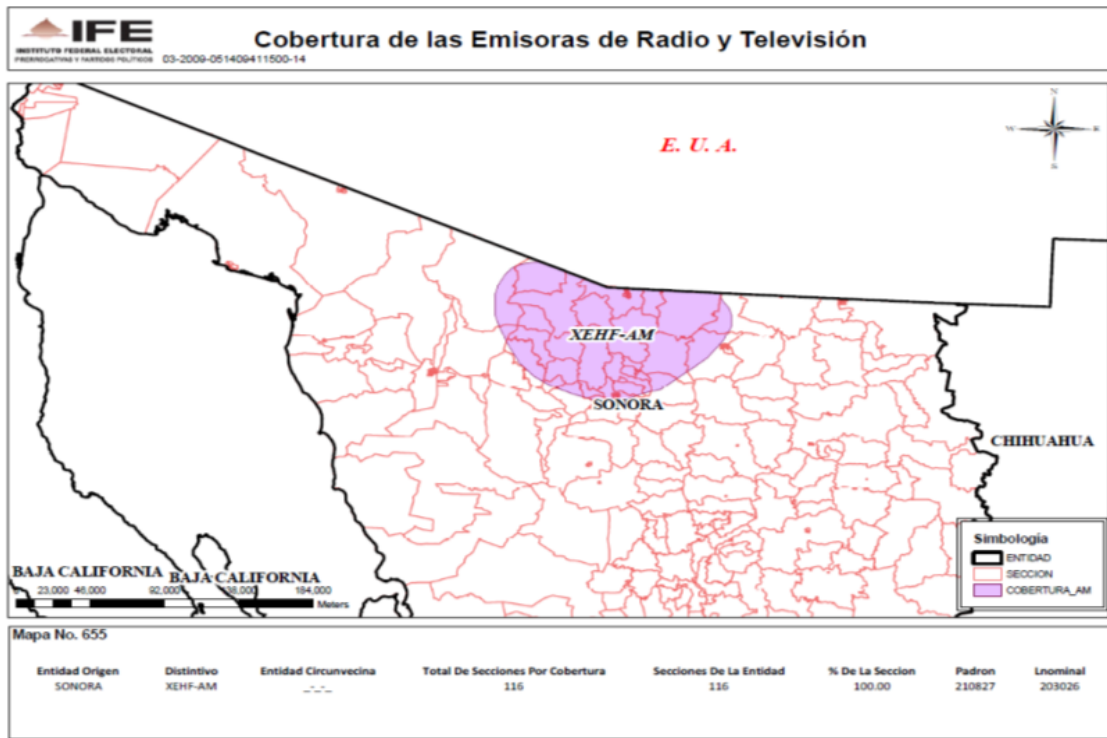 IFE
INSTITUTO FEDERAL ELECTORAL
PRERROGATIVAS Y PARTIDOS POLÍTICOS
03-2009-051409411500-14
Cobertura de las Emisoras de Radio y Televisión
N
W E
S
E. U. A.
XEHF-AM
SONORA
CHIHUAHUA
BAJA CALIFORNIA
BAJA CALIFORNIA
0 23,000 46,000 92,000 138,000 184,000
Meters
Simbología
ENTIDAD
SECCION
COBERTURA_AM
Mapa No. 655
Entidad Origen Distintivo Entidad Circunvecina Total De Secciones Por Cobertura Secciones De La Entidad % De La Seccion Padron Lnominal
SONORA XEHF-AM _-_-_ 116 116 100.00 210827 203026